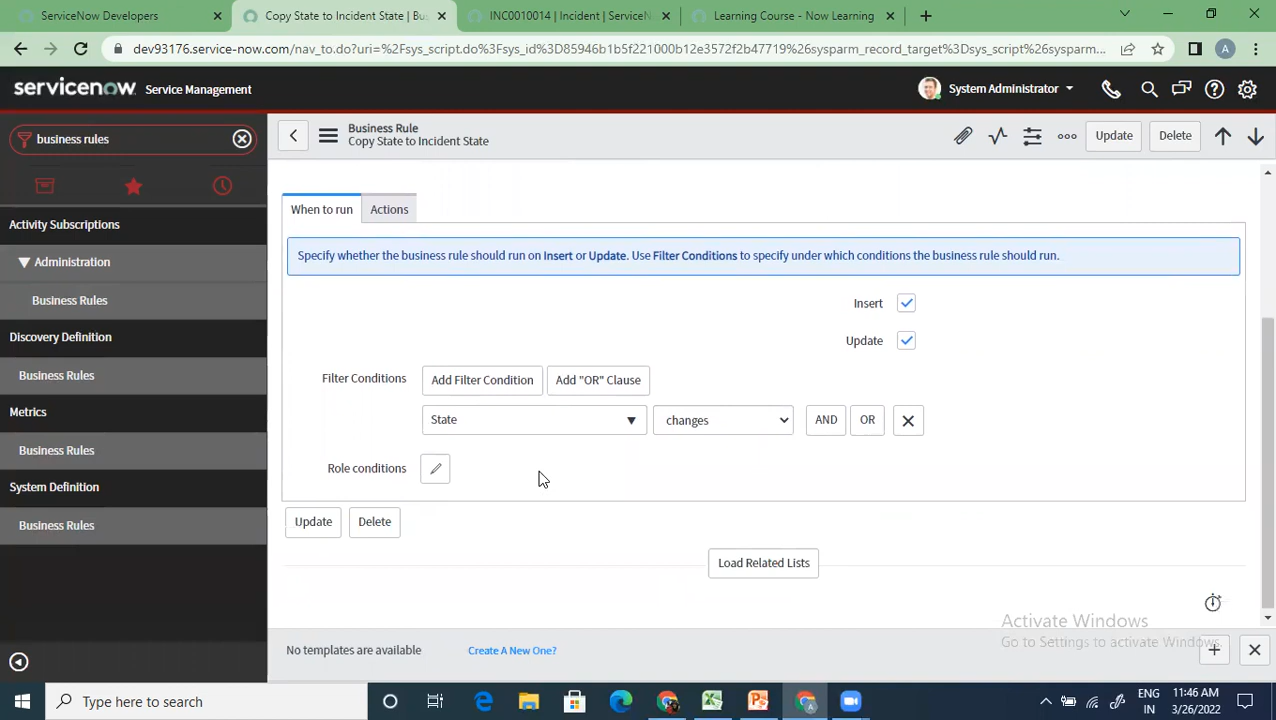 ServiceNow Developers
Copy State to Incident State | Bu
INC0010014 | Incident | ServiceN
Learning Course - Now Learning
dev93176.service-now.com/nav_to.do?uri=%2Fsys_script.do%3Fsys_id%3D85946b1b5f221000b12e3572f2b47719%26sysparm_record_target%3Dsys_script%26sysparm...
A
servicenow Service Management
System Administrator
business rules
Business Rule
Copy State to Incident State
Update
Delete
Activity Subscriptions
Administration
Business Rules
Discovery Definition
Business Rules
Metrics
Business Rules
System Definition
Business Rules
When to run
Actions
Specify whether the business rule should run on Insert or Update. Use Filter Conditions to specify under which conditions the business rule should run.
Insert
Update
Filter Conditions
Add Filter Condition
Add "OR" Clause
State
changes
AND
OR
Role conditions
Update
Delete
Load Related Lists
Activate Windows
Go to Settings to activate Windows.
No templates are available
Create A New One?
Type here to search
ENG
IN
11:46 AM
3/26/2022